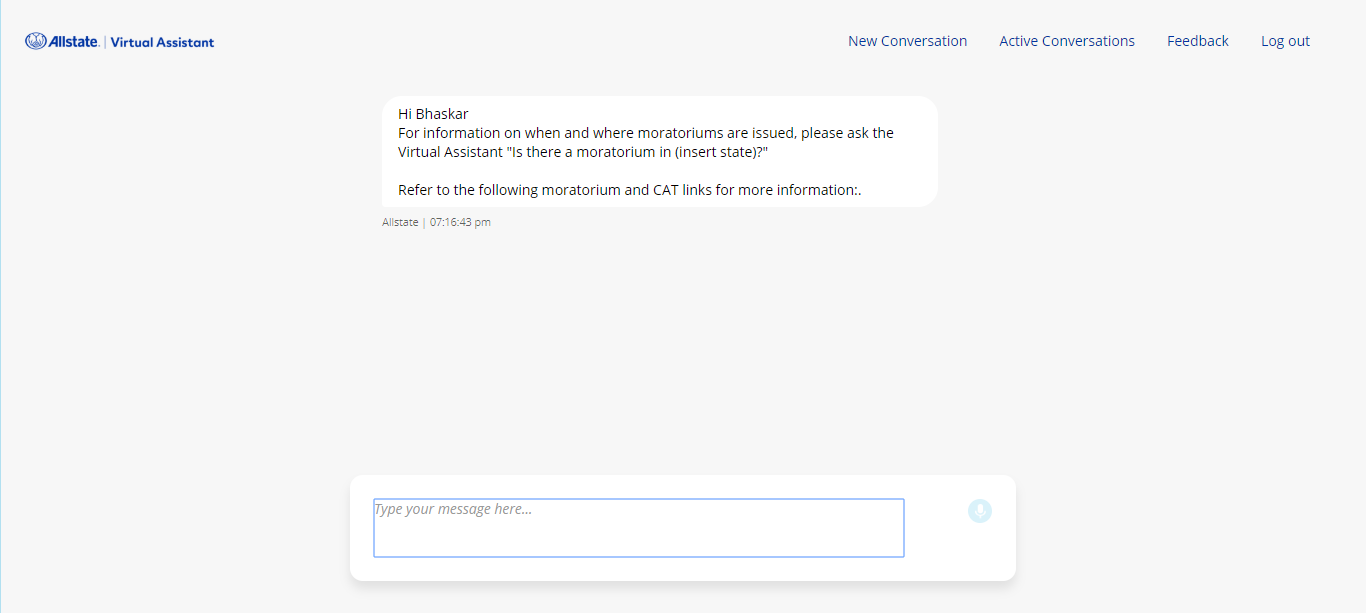 Allstate. | Virtual Assistant
New Conversation Active Conversations Feedback Log out
Hi Bhaskar
For information on when and where moratoriums are issued, please ask the
Virtual Assistant "Is there a moratorium in (insert state)?"
Refer to the following moratorium and CAT links for more information:.
Allstate | 07:16:43 pm
Type your message here...